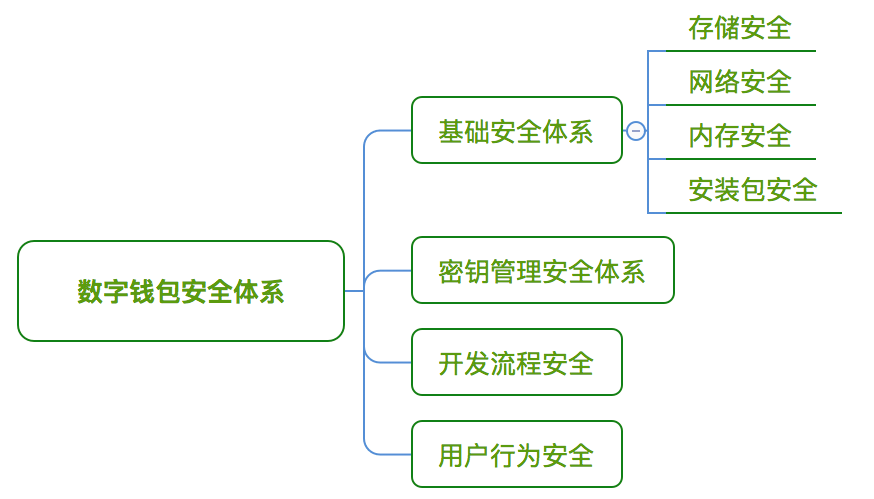 数字钱包安全体系
基础安全体系
存储安全
网络安全
内存安全
安装包安全
密钥管理安全体系
开发流程安全
用户行为安全